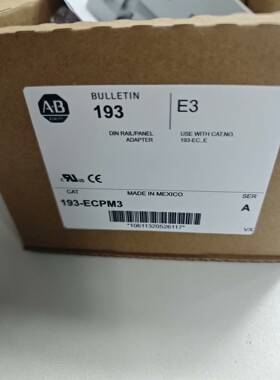 AB
BULLETIN
193
E3
DIN RAIL/PANEL
ADAPTER
USE WITH CAT.NO.
193-EC_E
CAT
MADE IN MEXICO
SER
193-ECPM3
A
"10611320526117"